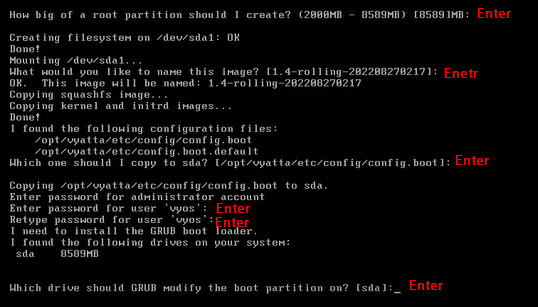 How big of a root partition should I create? (2000MB - 8589MB) [8589]MB: Enter
Creating filesystem on /dev/sda1: OK
Done!
Mounting /dev/sda1...
What would you like to name this image? [1.4-rolling-202208270217]: Enetr
OK.  This image will be named: 1.4-rolling-202208270217
Copying squashfs image...
Copying kernel and initrd images...
Done!
I found the following configuration files:
    /opt/vyatta/etc/config/config.boot
    /opt/vyatta/etc/config.boot.default
Which one should I copy to sda? [/opt/vyatta/etc/config/config.boot]: Enter
Copying /opt/vyatta/etc/config/config.boot to sda.
Enter password for administrator account
Enter password for user 'vyos': Enter
Retype password for user 'vyos': Enter
I need to install the GRUB boot loader.
I found the following drives on your system:
 sda    8589MB
Which drive should GRUB modify the boot partition on? [sda]:_ Enter